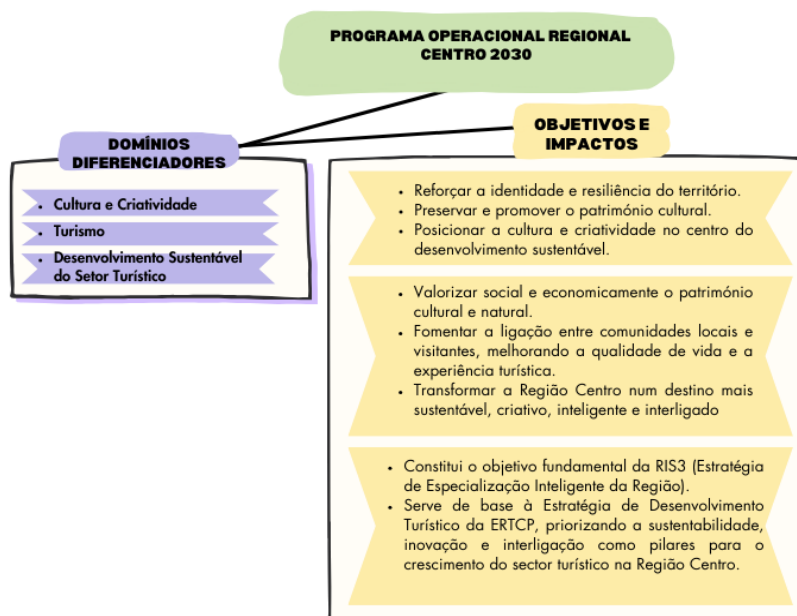 PROGRAMA OPERACIONAL REGIONAL
CENTRO 2030
DOMÍNIOS
DIFERENCIADORES
• Cultura e Criatividade
• Turismo
• Desenvolvimento Sustentável
do Setor Turístico
OBJETIVOS E
IMPACTOS
• Reforçar a identidade e resiliência do território.
• Preservar e promover o património cultural.
• Posicionar a cultura e criatividade no centro do
desenvolvimento sustentável.
• Valorizar social e economicamente o património
cultural e natural.
• Fomentar a ligação entre comunidades locais e
visitantes, melhorando a qualidade de vida e a
experiência turística.
• Transformar a Região Centro num destino mais
sustentável, criativo, inteligente e interligado
• Constitui o objetivo fundamental da RIS3 (Estratégia
de Especialização Inteligente da Região).
• Serve de base à Estratégia de Desenvolvimento
Turístico da ERTCP, priorizando a sustentabilidade,
inovação e interligação como pilares para o
crescimento do sector turístico na Região Centro.